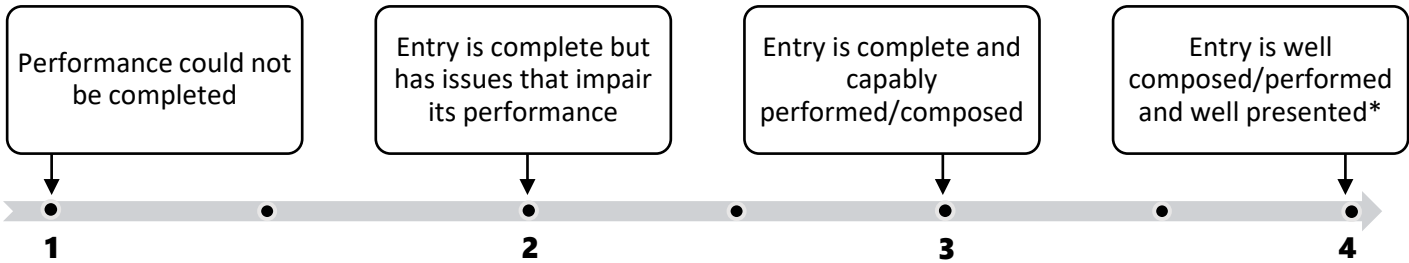 Performance could not
be completed
Entry is complete but
has issues that impair
its performance
Entry is complete and
capably
performed/composed
Entry is well
composed/performed
and well presented*
1
2
3
4